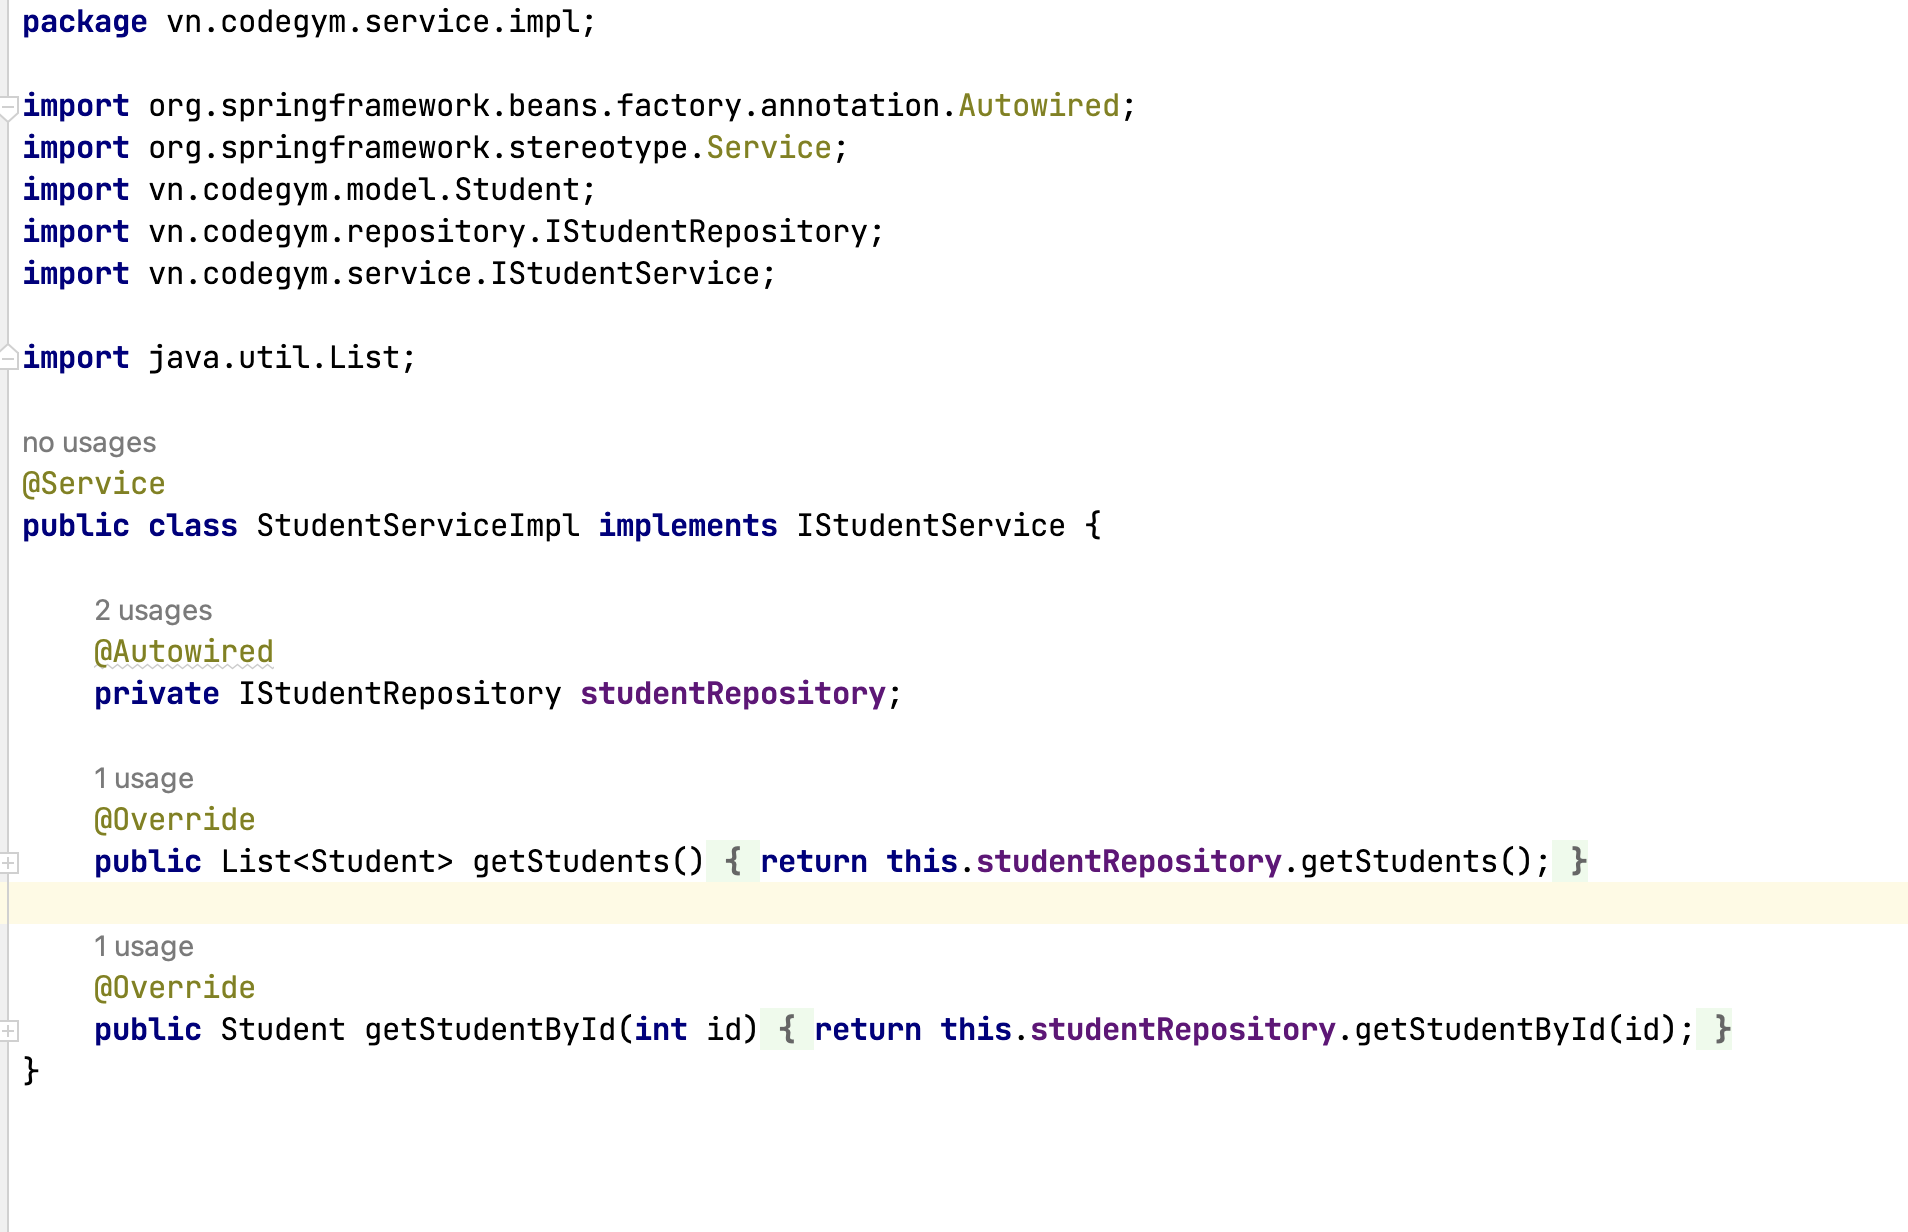 package vn.codegym.service.impl;
import org.springframework.beans.factory.annotation.Autowired;
import org.springframework.stereotype.Service;
import vn.codegym.model.Student;
import vn.codegym.repository.IStudentRepository;
import vn.codegym.service.IStudentService;
import java.util.List;
no usages
@Service
public class StudentServiceImpl implements IStudentService {
2 usages
@Autowired
private IStudentRepository studentRepository;
1 usage
@Override
public List<Student> getStudents() { return this.studentRepository.getStudents(); }
1 usage
@Override
public Student getStudentById(int id) { return this.studentRepository.getStudentById(id); }
}